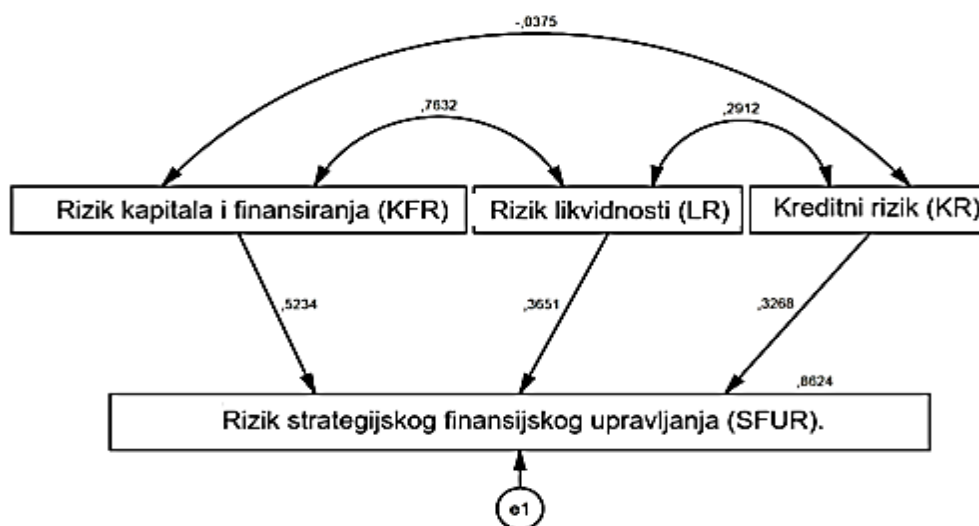 -,0375
,7632
,2912
Rizik kapitala i finansiranja (KFR)
Rizik likvidnosti (LR)
Kreditni rizik (KR)
,5234
,3651
,3268
,8624
Rizik strategijskog finansijskog upravljanja (SFUR).
e1